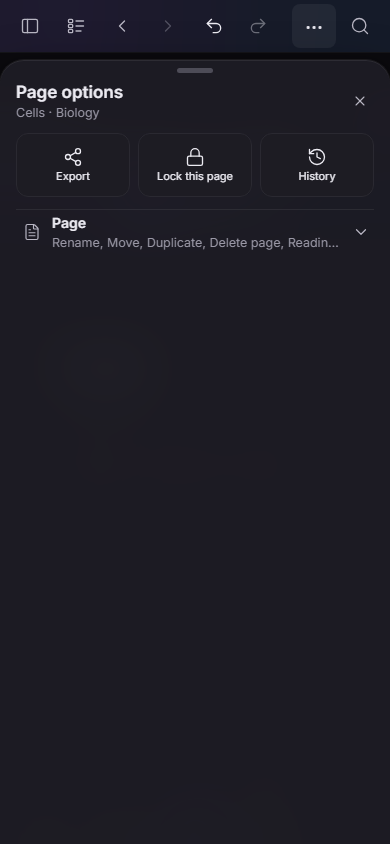 Page options
Cells · Biology
Export
Lock this page
History
Page
Rename, Move, Duplicate, Delete page, Readin...